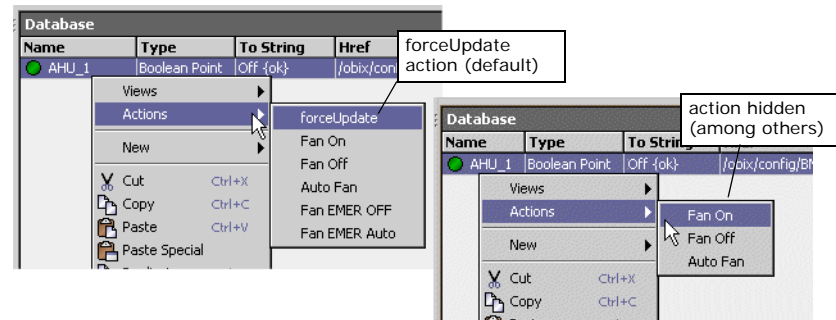 Database
Name Type To String Href
AHU_1 Boolean Point Off {ok} /obix/con
Views
Actions
New
Cut Ctrl+X
Copy Ctrl+C
Paste Ctrl+V
Paste Special
forceUpdate
Fan On
Fan Off
Auto Fan
Fan EMER OFF
Fan EMER Auto
forceUpdate
action (default)
Database
Name Type To String
AHU_1 Boolean Point Off {ok} /obix/config/BN
Views
Actions
New
Cut Ctrl+X
Copy Ctrl+C
Fan On
Fan Off
Auto Fan
action hidden
(among others)